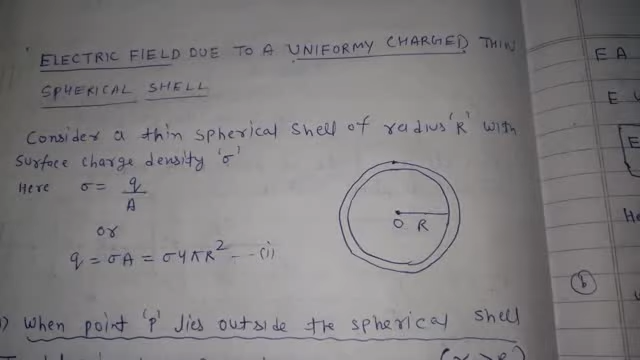 ELECTRIC FIELD DUE TO A UNIFORMY CHARGED THIN
SPHERICAL SHELL
Consider a thin spherical shell of radius 'R' with
surface charge density 'σ'
Here σ = q/A
or
q = σA = σ4πR² -- (i)
O R
) When point 'p' lies outside the spherical shell
E A
E
E
He
(b)